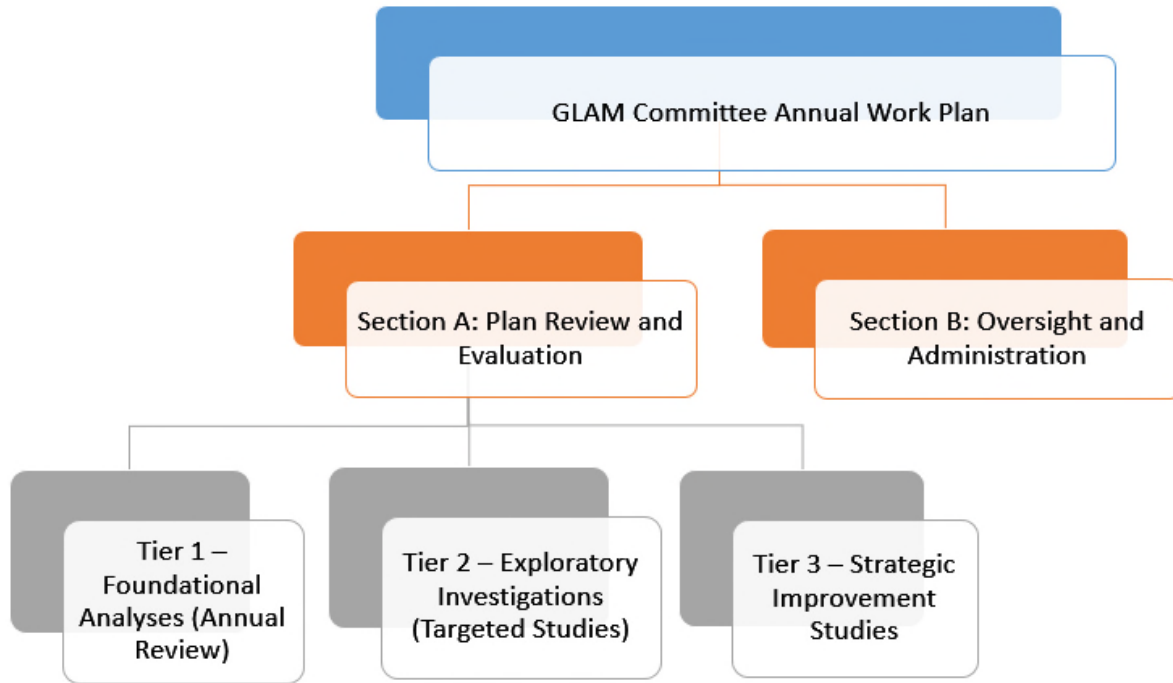 GLAM Committee Annual Work Plan
Section A: Plan Review and
Evaluation
Section B: Oversight and
Administration
Tier 1 –
Foundational
Analyses (Annual
Review)
Tier 2 – Exploratory
Investigations
(Targeted Studies)
Tier 3 – Strategic
Improvement
Studies